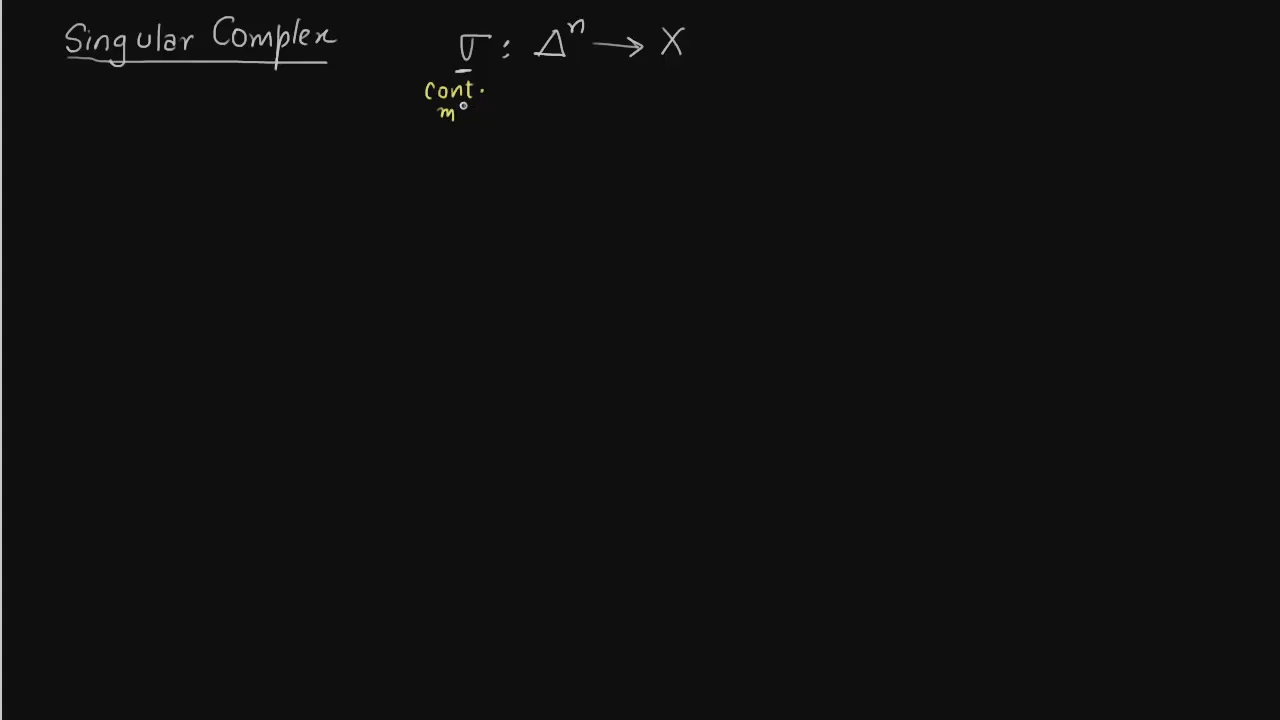 Singular Complex σ : Δⁿ → X
Cont.
m